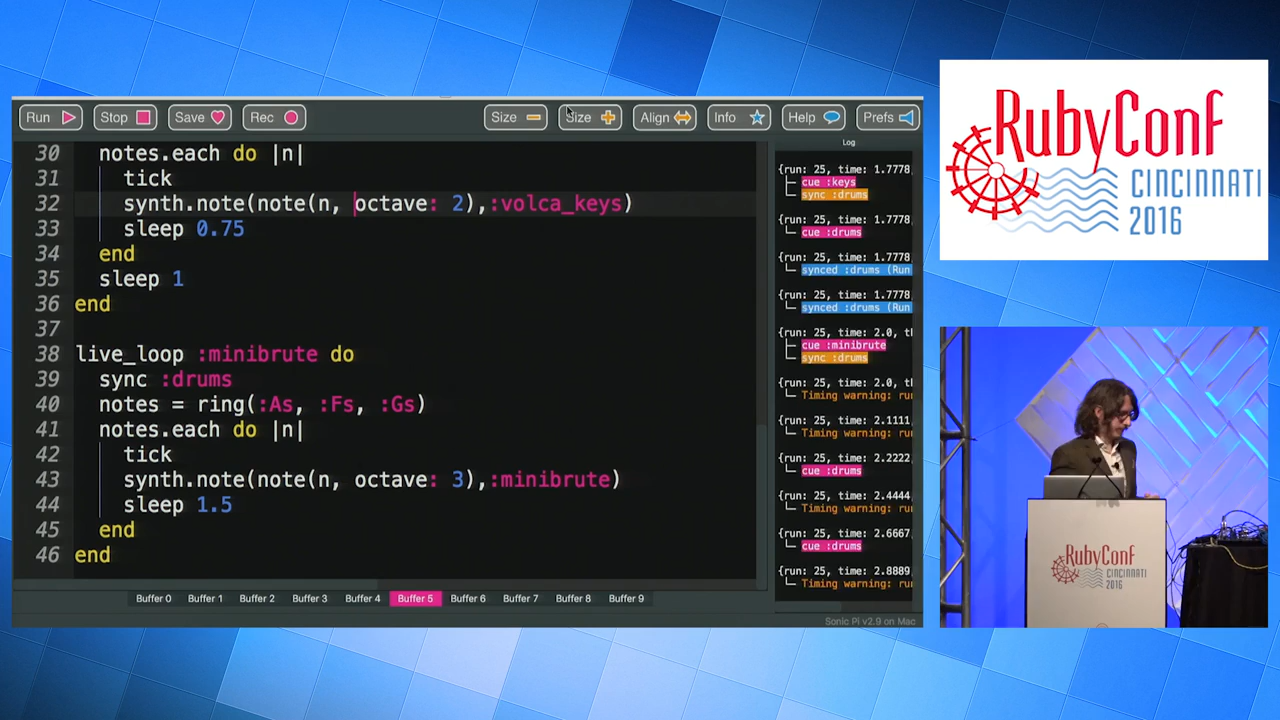 Run
Stop
Save
Rec
Size
Size
Align
Info
Help
Prefs
30 notes.each do |n|
31 tick
32 synth.note(note(n, octave: 2),:volca_keys)
33 sleep 0.75
34 end
35 sleep 1
36 end
37
38 live_loop :minibrute do
39 sync :drums
40 notes = ring(:As, :Fs, :Gs)
41 notes.each do |n|
42 tick
43 synth.note(note(n, octave: 3),:minibrute)
44 sleep 1.5
45 end
46 end
Log
{run: 25, time: 1.7778,
cue :keys
sync :drums
{run: 25, time: 1.7778,
cue :drums
{run: 25, time: 1.7778,
synced :drums (Run
{run: 25, time: 1.7778,
synced :drums (Run
{run: 25, time: 2.0, th
cue :minibrute
sync :drums
{run: 25, time: 2.0, th
Timing warning: ru
{run: 25, time: 2.1111,
Timing warning: ru
{run: 25, time: 2.2222,
cue :drums
{run: 25, time: 2.4444,
Timing warning: ru
{run: 25, time: 2.6667,
cue :drums
{run: 25, time: 2.8889,
Timing warning: ru
Buffer 0
Buffer 1
Buffer 2
Buffer 3
Buffer 4
Buffer 5
Buffer 6
Buffer 7
Buffer 8
Buffer 9
Sonic Pi v2.9 on Mac
RubyConf
CINCINNATI
2016
RubyConf
CINCINNATI
2016